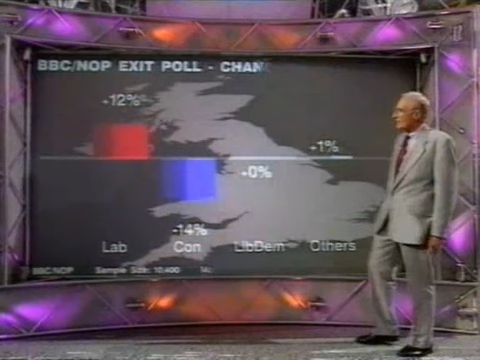 BBC/NOP EXIT POLL - CHAN
+12%
+1%
+0%
-14%
Lab Con LibDem Others
BBC/NOP Sample Size: 10,400